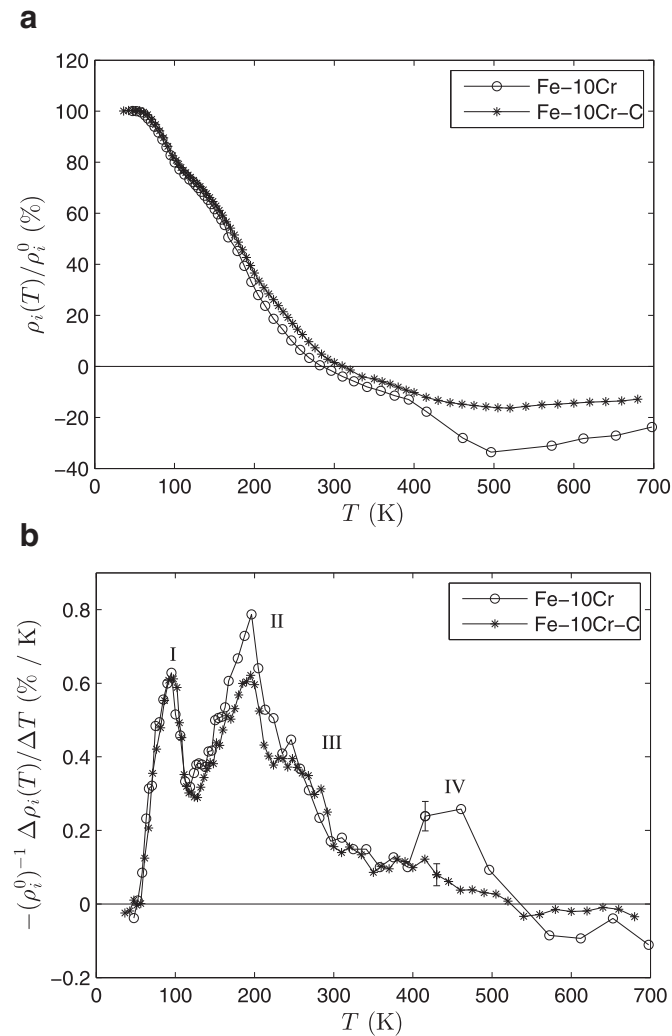 a
120
100
80
60
40
20
0
−20
−40
ρᵢ(T)/ρᵢ⁰ (%)
Fe−10Cr
Fe−10Cr−C
0 100 200 300 400 500 600 700
T (K)
b
0.8
0.6
0.4
0.2
0
−0.2
−(ρᵢ⁰)⁻¹ Δρᵢ(T)/ΔT (% / K)
Fe−10Cr
Fe−10Cr−C
I
II
III
IV
0 100 200 300 400 500 600 700
T (K)